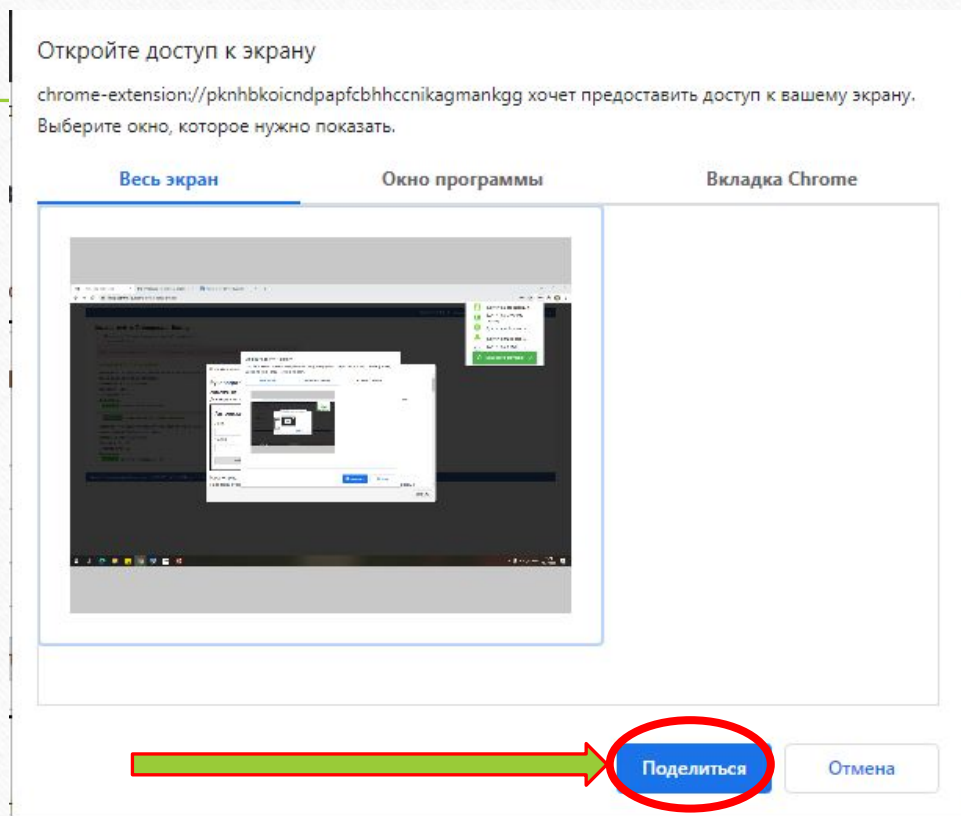 Откройте доступ к экрану
chrome-extension://pknhbkoicndpapfcbhhccnikagmankgg хочет предоставить доступ к вашему экрану.
Выберите окно, которое нужно показать.
Весь экран
Окно программы
Вкладка Chrome
Поделиться
Отмена